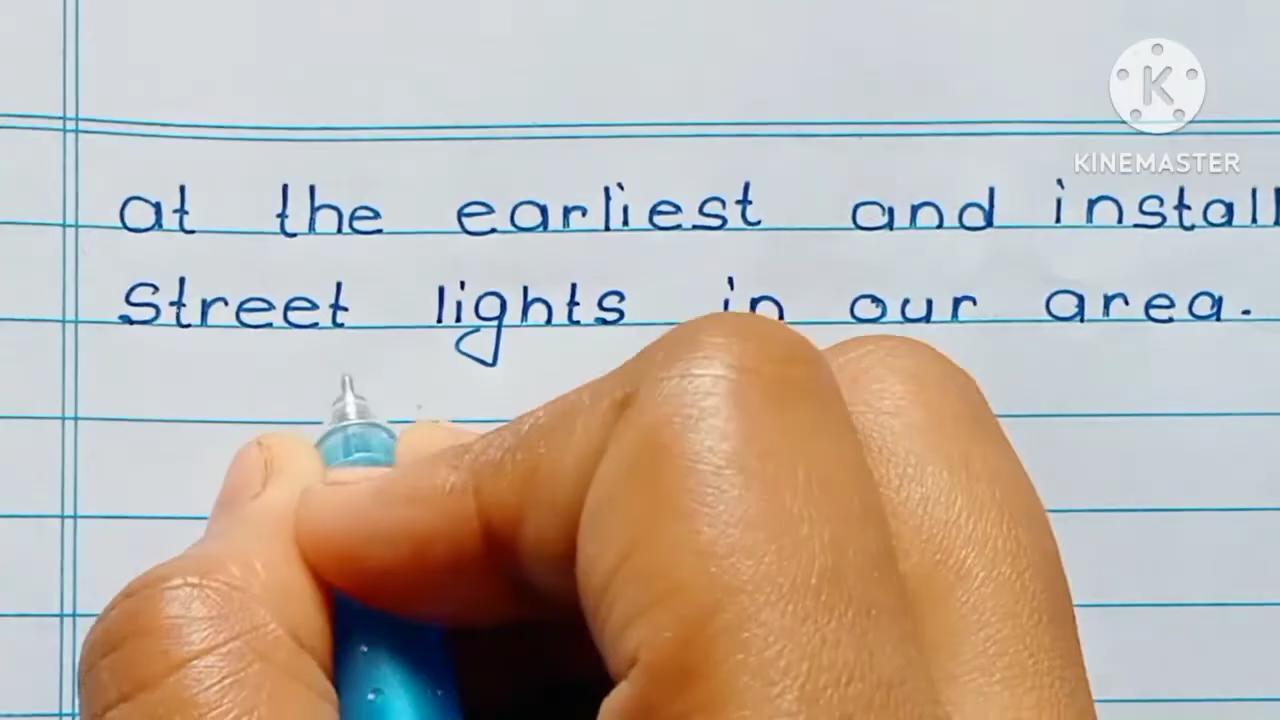 K
KINEMASTER
at the earliest and install
Street lights in our area.